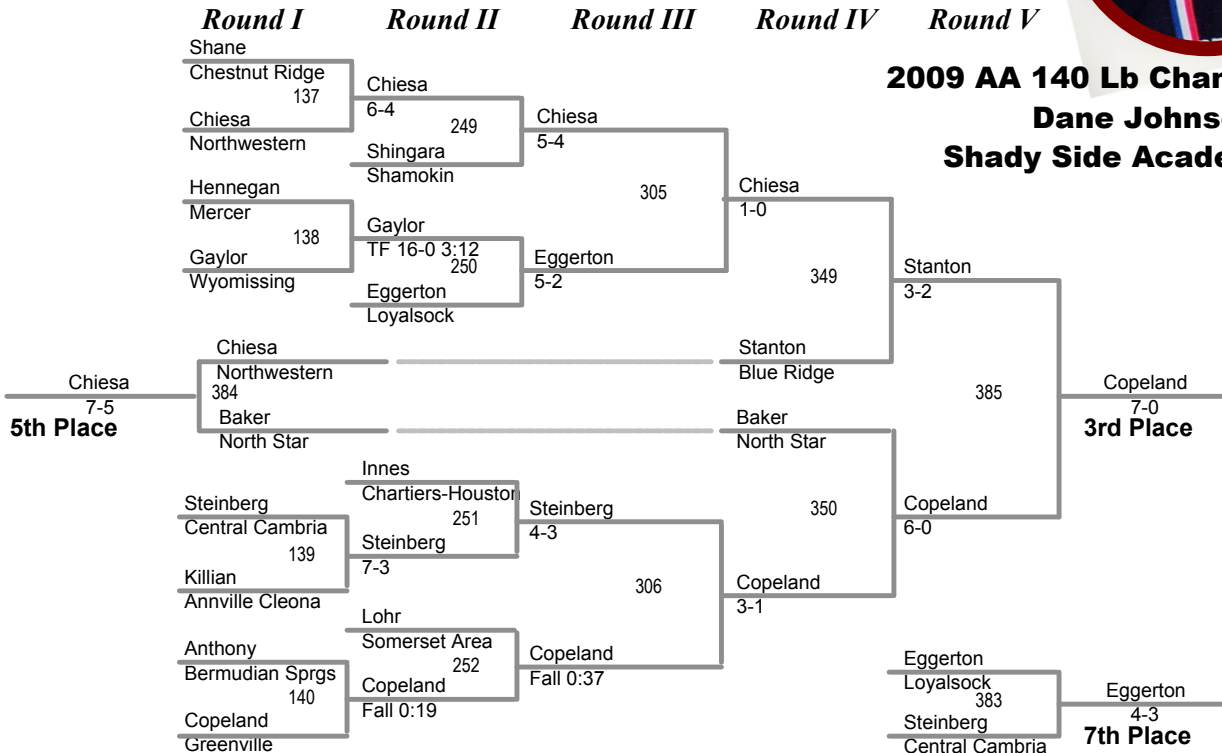 Round I Round II Round III Round IV Round V
2009 AA 140 Lb
Dane
Shady Side
Shane
Chestnut Ridge
137
Chiesa
Northwestern
Chiesa
6-4
249
Shingara
Shamokin
Chiesa
5-4
Hennegan
Mercer
138
Gaylor
Wyomissing
Gaylor
TF 16-0 3:12
250
Eggerton
Loyalsock
Eggerton
5-2
305
Chiesa
1-0
349
Stanton
Blue Ridge
Stanton
3-2
Chiesa
Northwestern
384
Baker
North Star
Chiesa
7-5
5th Place
Baker
North Star
385
Copeland
7-0
3rd Place
Innes
Chartiers-Houston
251
Steinberg
Central Cambria
139
Killian
Annville Cleona
Steinberg
7-3
Steinberg
4-3
350
Copeland
6-0
306
Copeland
3-1
Lohr
Somerset Area
252
Anthony
Bermudian Sprgs
140
Copeland
Greenville
Copeland
Fall 0:19
Copeland
Fall 0:37
Eggerton
Loyalsock
383
Steinberg
Central Cambria
Eggerton
4-3
7th Place